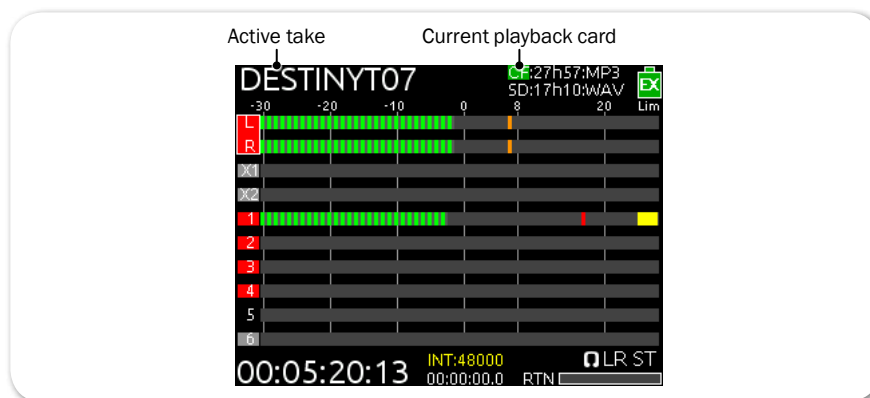 Active take Current playback card
DESTINYT07 CF:27h57:MP3
SD:17h10:WAV EX
-30 -20 -10 0 8 20 Lim
L
R
X1
X2
1
2
3
4
5
6
00:05:20:13 INT:48000 LR ST
00:00:00.0 RTN